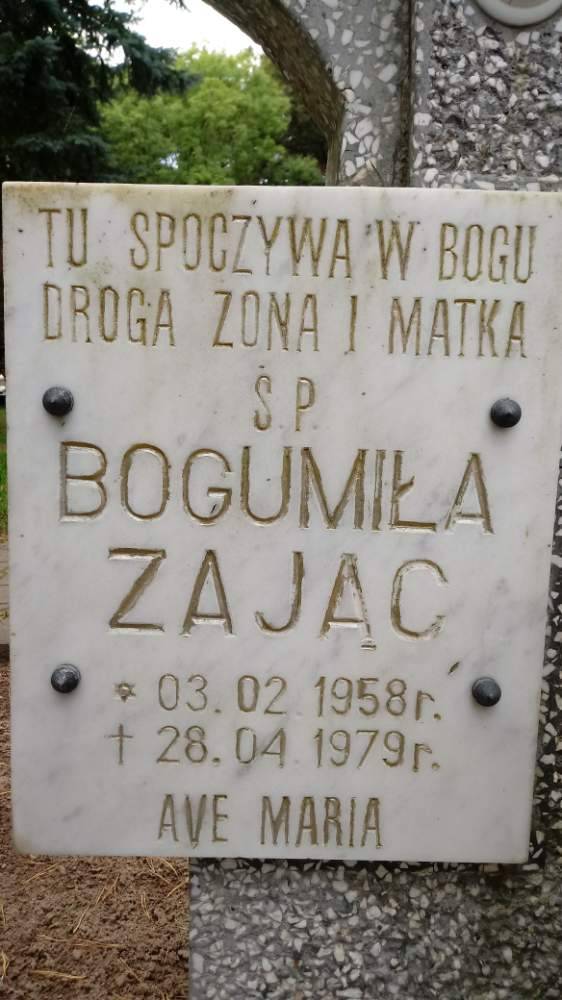 TU SPOCZYWA W BOGU
DROGA ZONA I MATKA
Ś P.
BOGUMIŁA
ZAJĄC
* 03. 02 1958 r.
† 28. 04 1979 r.
AVE MARIA